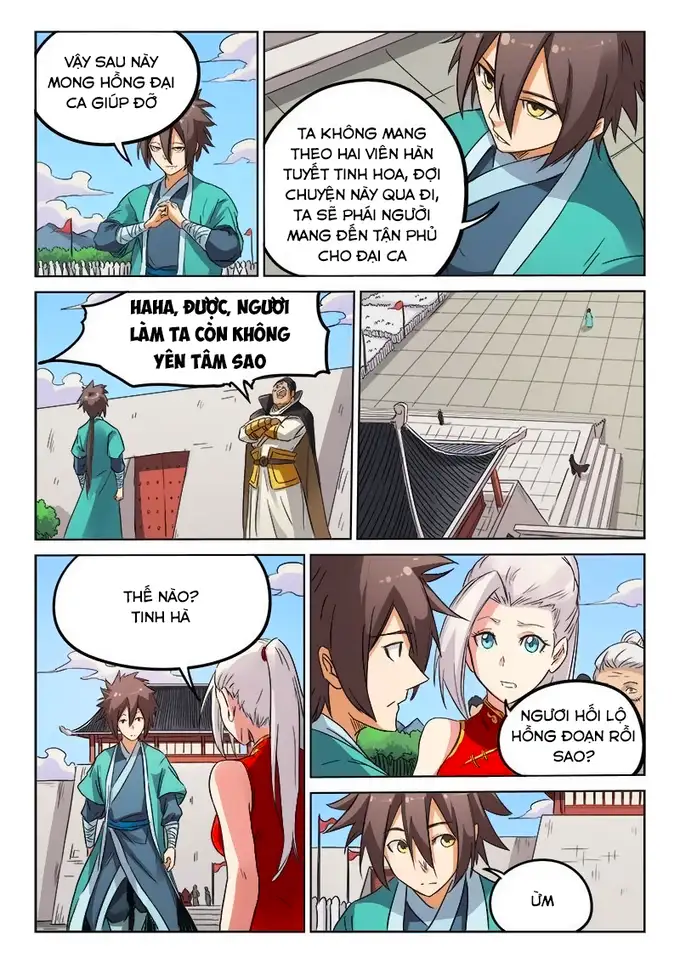 VẬY SAU NÀY
MONG HỒNG ĐẠI
CA GIÚP ĐỠ
TA KHÔNG MANG
THEO HAI VIÊN HÀN
TUYẾT TINH HOA, ĐỢI
CHUYỆN NÀY QUA ĐI,
TA SẼ PHÁI NGƯỜI
MANG ĐẾN TẬN PHỦ
CHO ĐẠI CA
HAHA, ĐƯỢC, NGƯƠI
LÀM TA CÒN KHÔNG
YÊN TÂM SAO
THẾ NÀO?
TINH HÀ
NGƯƠI HỐI LỘ
HỒNG ĐOẠN RỒI
SAO?
ỪM